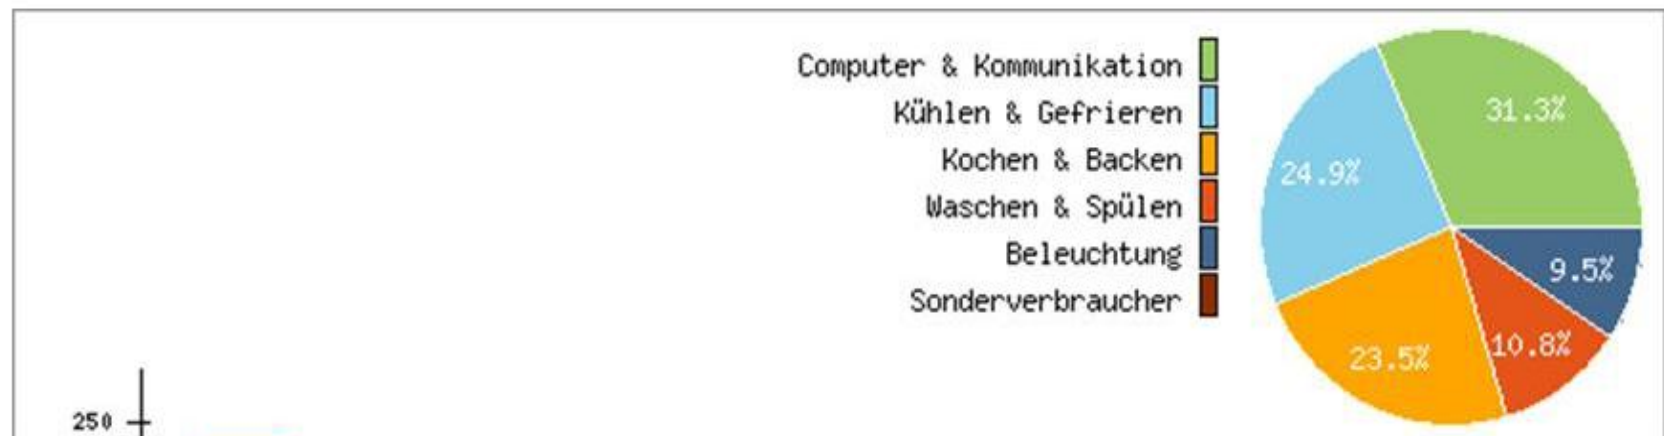 Computer & Kommunikation
Kühlen & Gefrieren
Kochen & Backen
Waschen & Spülen
Beleuchtung
Sonderverbraucher
31.3%
24.9%
9.5%
10.8%
23.5%
250